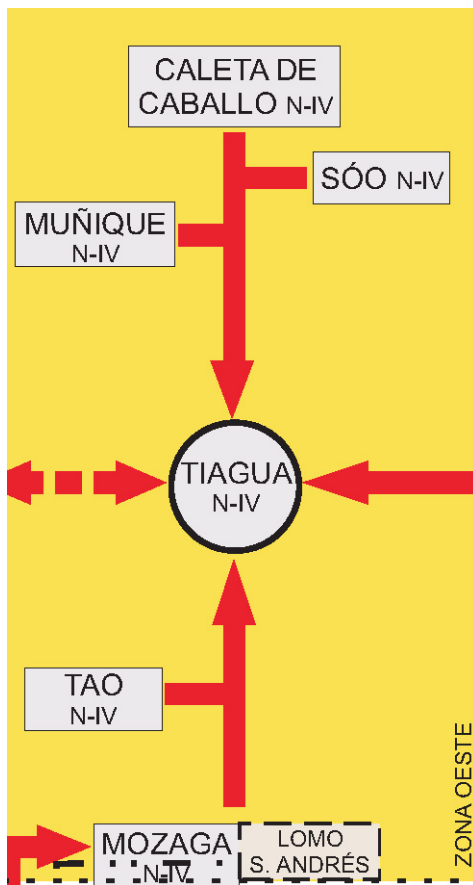 CALETA DE
CABALLO N-IV
SÓO N-IV
MUÑIQUE
N-IV
TIAGUA
N-IV
TAO
N-IV
ZONA OESTE
MOZAGA
N-IV
LOMO
S. ANDRÉS